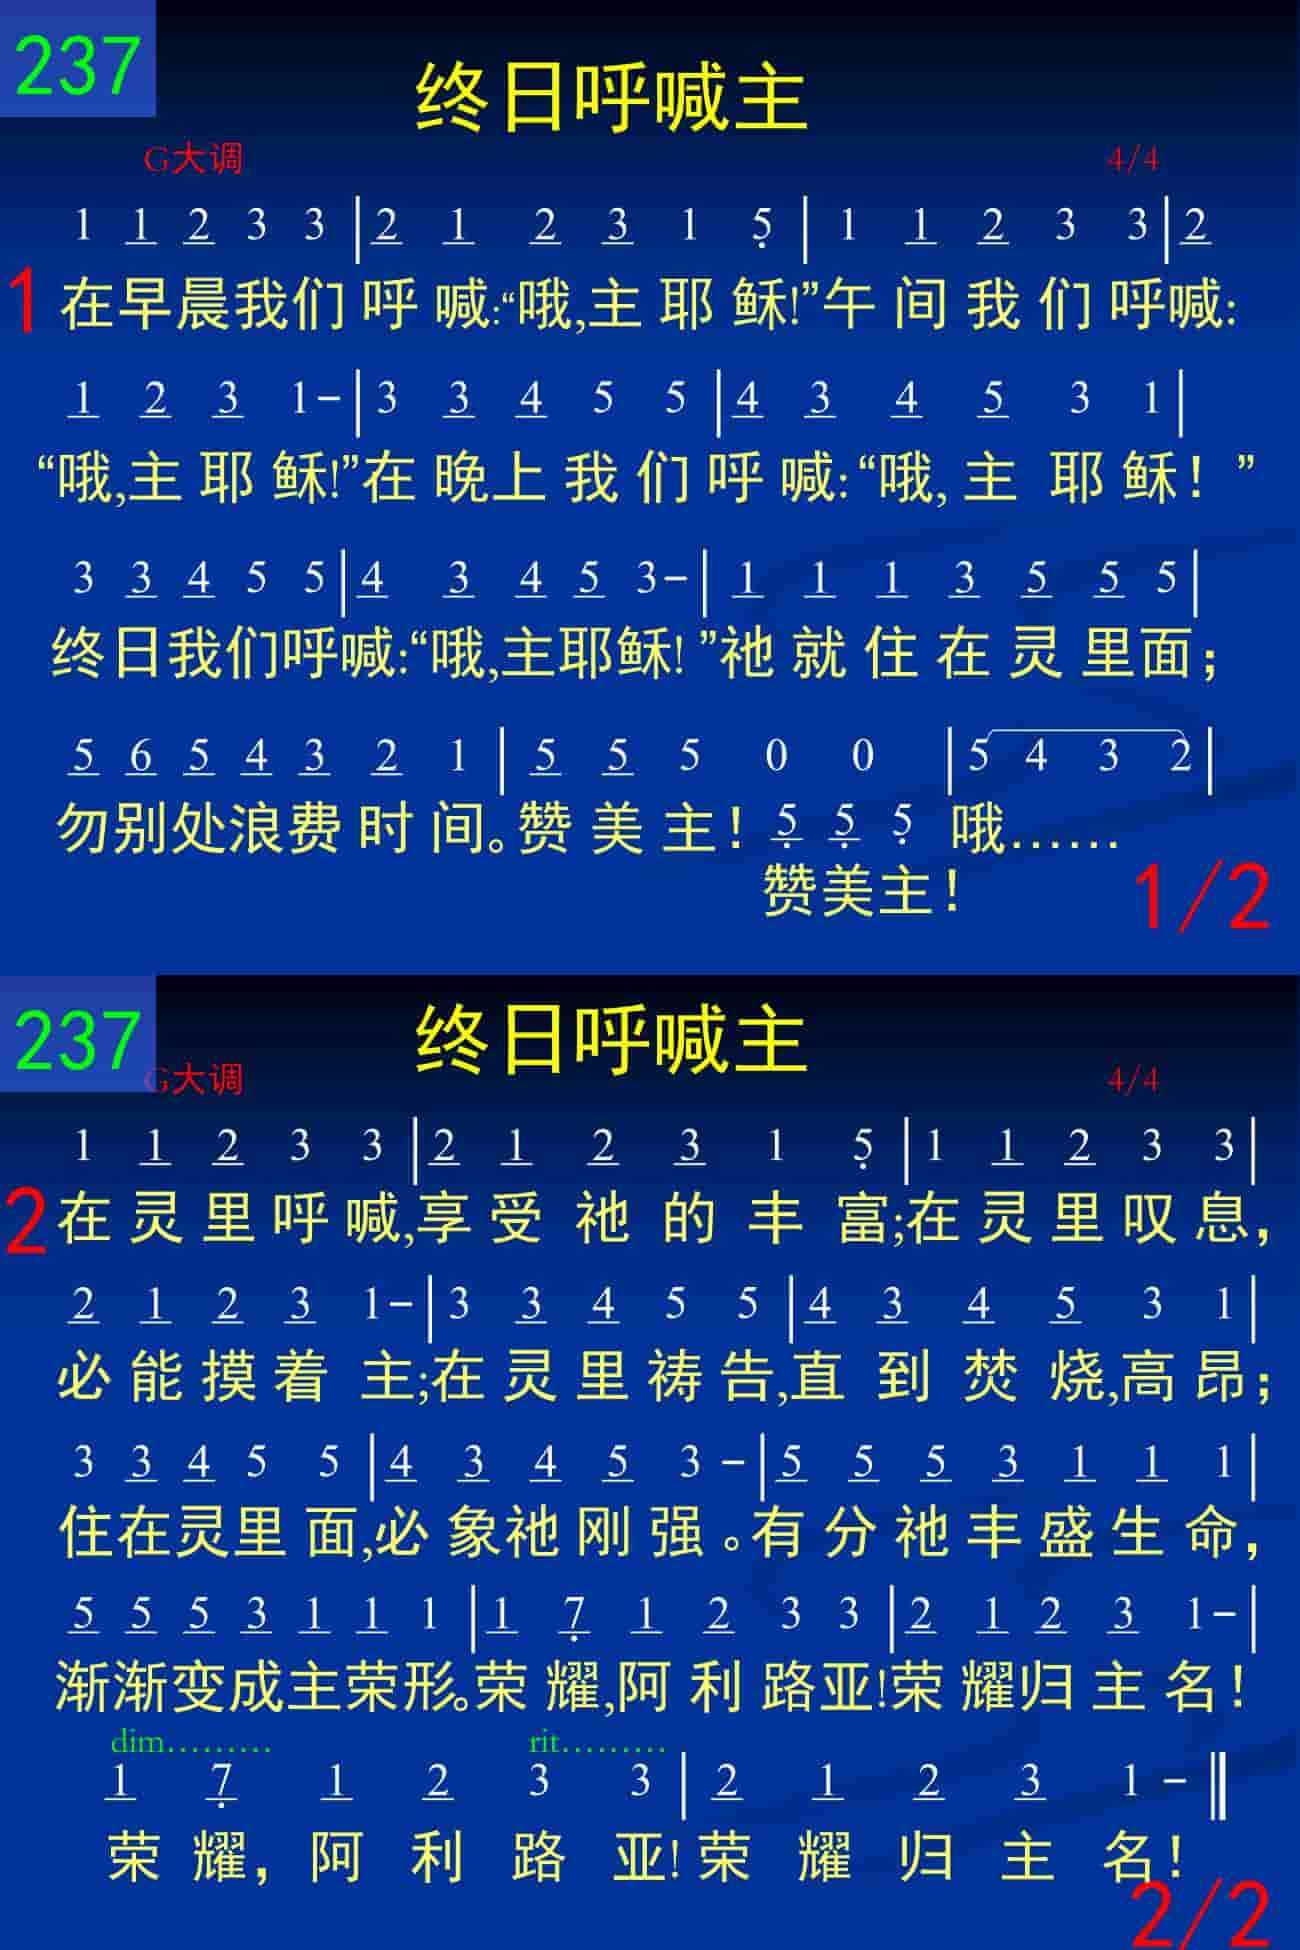 237
终日呼喊主
G大调 4/4
1 1 2 3 3 | 2 1 2 3 1 5 | 1 1 2 3 3 | 2
1 在早晨我们呼喊:“哦,主耶稣!”午间我们呼喊:
1 2 3 1 – | 3 3 4 5 5 | 4 3 4 5 3 1 |
“哦,主耶稣!”在晚上我们呼喊:“哦,主耶稣!”
3 3 4 5 5 | 4 3 4 5 3 – | 1 1 1 3 5 5 5 |
终日我们呼喊:“哦,主耶稣!”祂就住在灵里面;
5 6 5 4 3 2 1 | 5 5 5 0 0 | 5 4 3 2 |
勿别处浪费时间。赞美主! 5 5 5 哦……
赞美主!
1/2
237
终日呼喊主
G大调 4/4
1 1 2 3 3 | 2 1 2 3 1 5 | 1 1 2 3 3 |
2 在灵里呼喊,享受祂的丰富;在灵里叹息,
2 1 2 3 1 – | 3 3 4 5 5 | 4 3 4 5 3 1 |
必能摸着主;在灵里祷告,直到焚烧,高昂;
3 3 4 5 5 | 4 3 4 5 3 – | 5 5 5 3 1 1 1 |
住在灵里面,必象祂刚强。有分祂丰盛生命,
5 5 5 3 1 1 1 | 1 7 1 2 3 3 | 2 1 2 3 1 – |
渐渐变成主荣形。荣耀,阿利路亚!荣耀归主名!
dim……… rit………
1 7 1 2 3 3 | 2 1 2 3 1 – ‖
荣耀,阿利路亚!荣耀归主名!
2/2